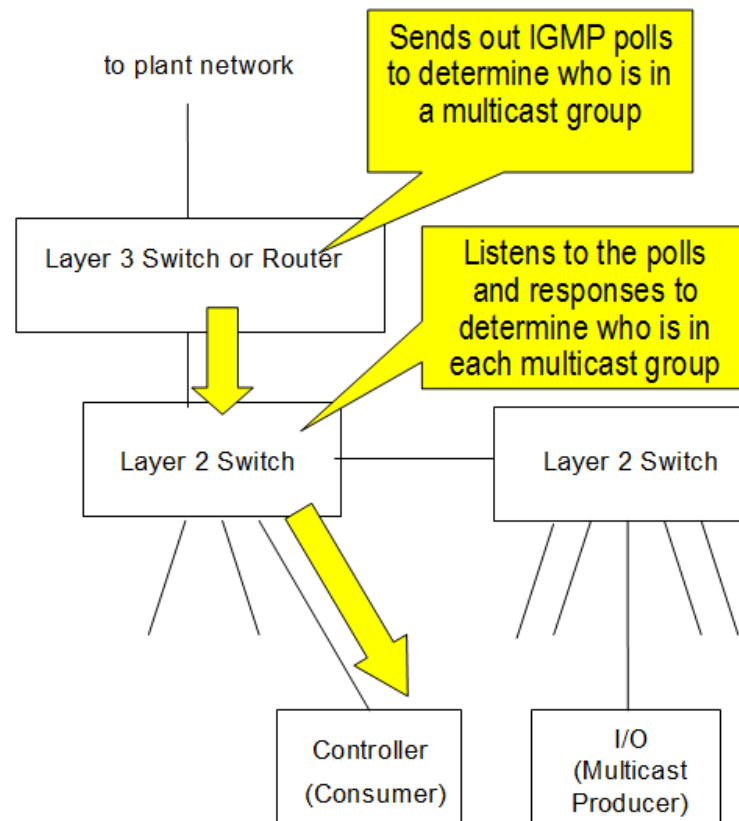 Sends out IGMP polls
to determine who is in
a multicast group
to plant network
Layer 3 Switch or Router
Listens to the polls
and responses to
determine who is in
each multicast group
Layer 2 Switch
Layer 2 Switch
Controller
(Consumer)
I/O
(Multicast
Producer)